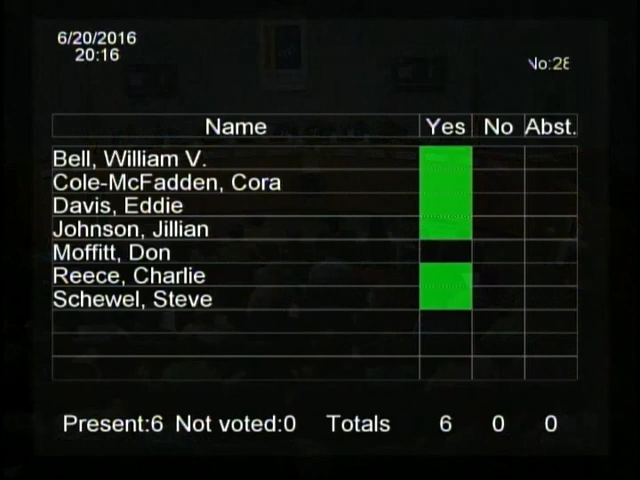 6/20/2016
20:16
No:28
Name Yes No Abst.
Bell, William V.
Cole-McFadden, Cora
Davis, Eddie
Johnson, Jillian
Moffitt, Don
Reece, Charlie
Schewel, Steve
Present:6 Not voted:0 Totals 6 0 0